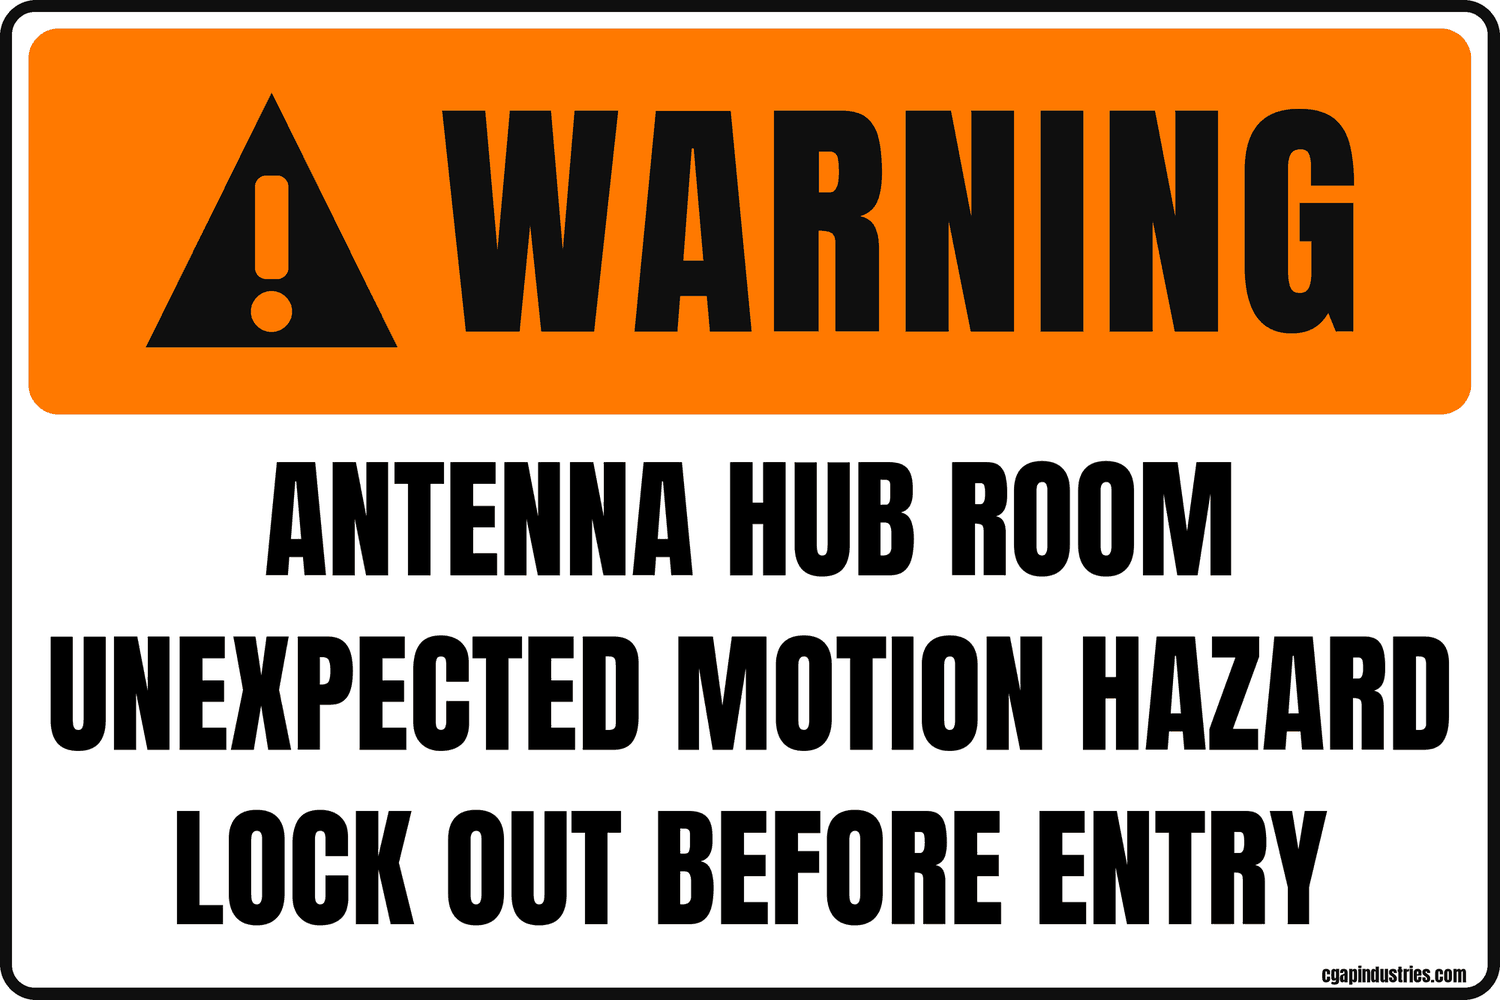 WARNING
ANTENNA HUB ROOM
UNEXPECTED MOTION HAZARD
LOCK OUT BEFORE ENTRY
cgapindustries.com